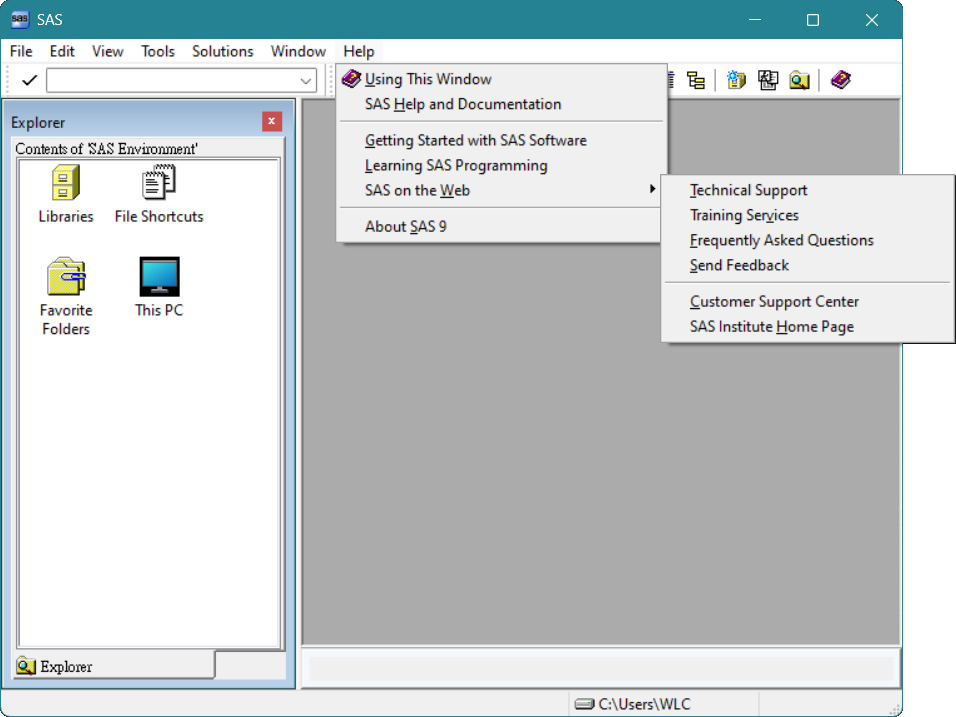 SAS
File Edit View Tools Solutions Window Help
Using This Window
SAS Help and Documentation
Getting Started with SAS Software
Learning SAS Programming
SAS on the Web
About SAS 9
Technical Support
Training Services
Frequently Asked Questions
Send Feedback
Customer Support Center
SAS Institute Home Page
Explorer
Contents of 'SAS Environment'
Libraries
File Shortcuts
Favorite
Folders
This PC
Explorer
C:\Users\WLC